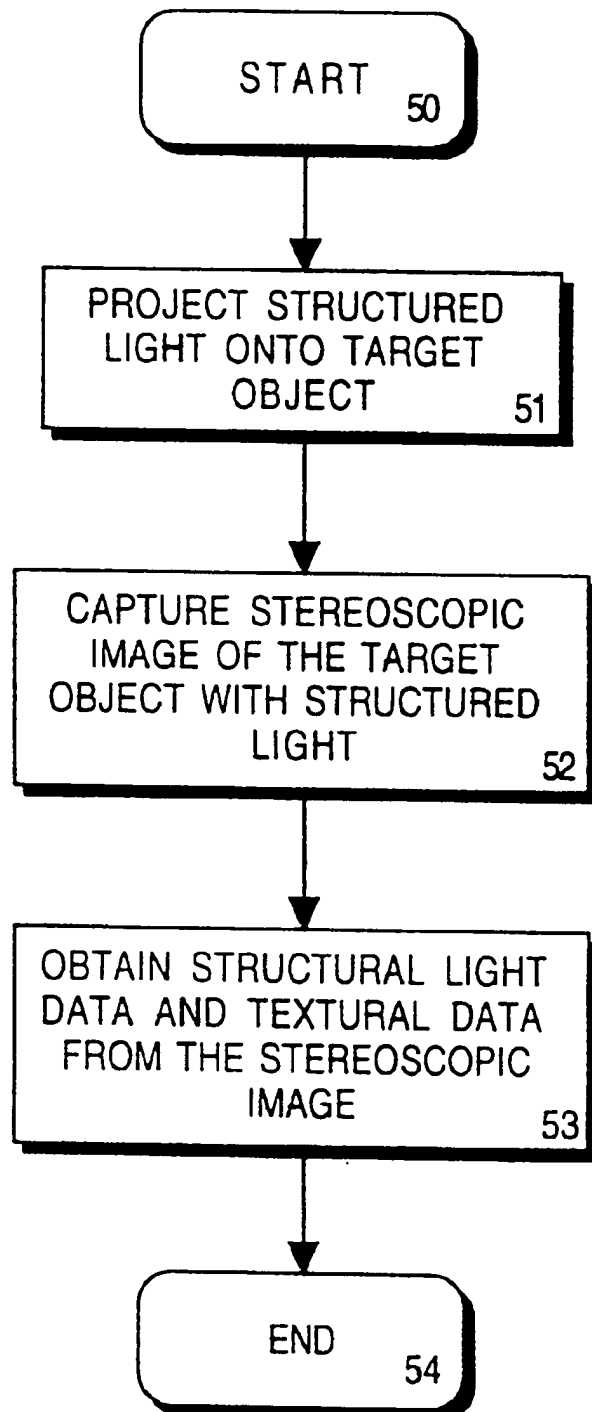 START
50
PROJECT STRUCTURED
LIGHT ONTO TARGET
OBJECT
51
CAPTURE STEREOSCOPIC
IMAGE OF THE TARGET
OBJECT WITH STRUCTURED
LIGHT
52
OBTAIN STRUCTURAL LIGHT
DATA AND TEXTURAL DATA
FROM THE STEREOSCOPIC
IMAGE
53
END
54